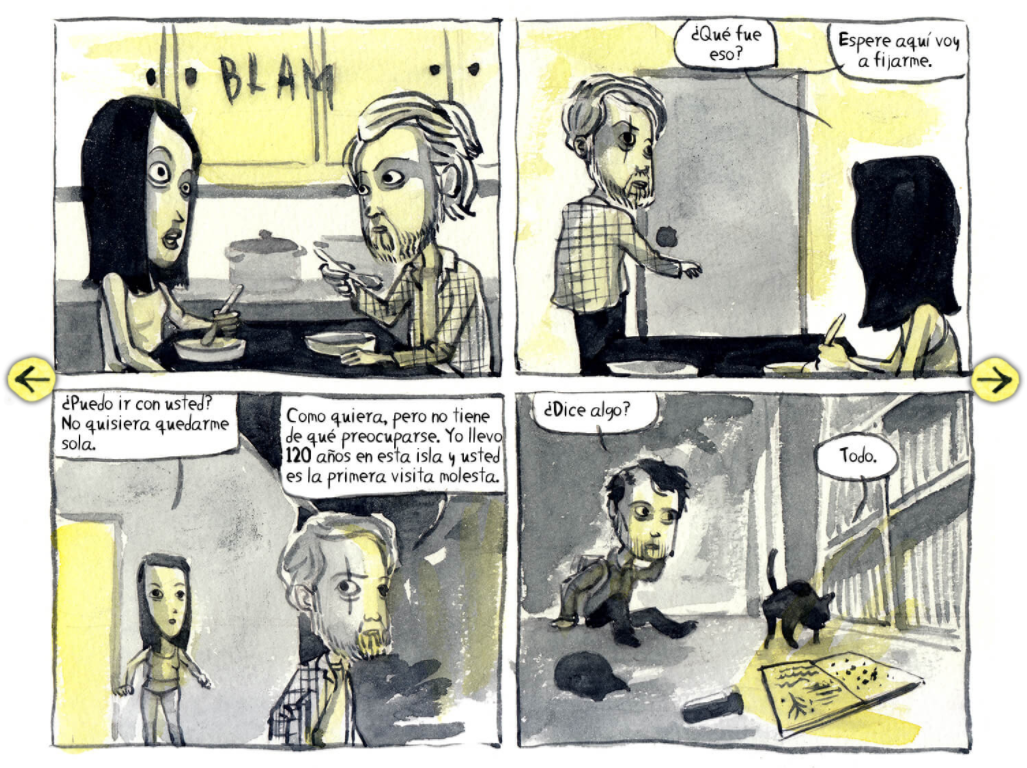 BLAM
¿Qué fue
eso?
Espere aquí voy
a fijarme.
¿Puedo ir con usted?
No quisiera quedarme
sola.
Como quiera, pero no tiene
de qué preocuparse. Yo llevo
120 años en esta isla y usted
es la primera visita molesta.
¿Dice algo?
Todo.